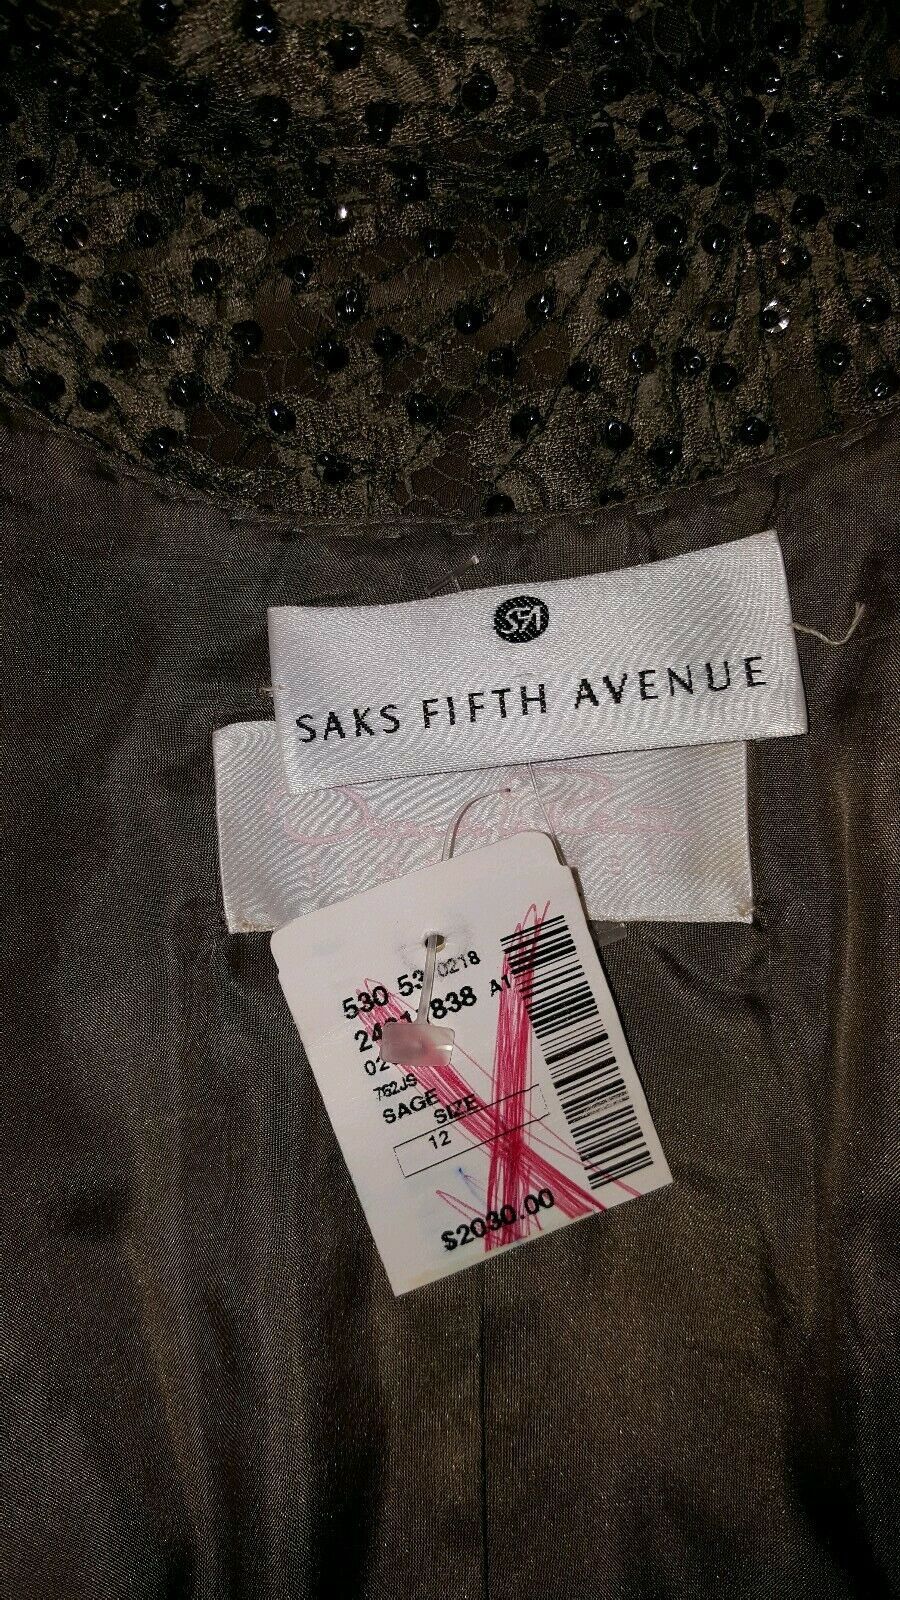 SFA
SAKS FIFTH AVENUE
530 53 0218
838 A1
762JS
SAGE
SIZE
12
$2030.00